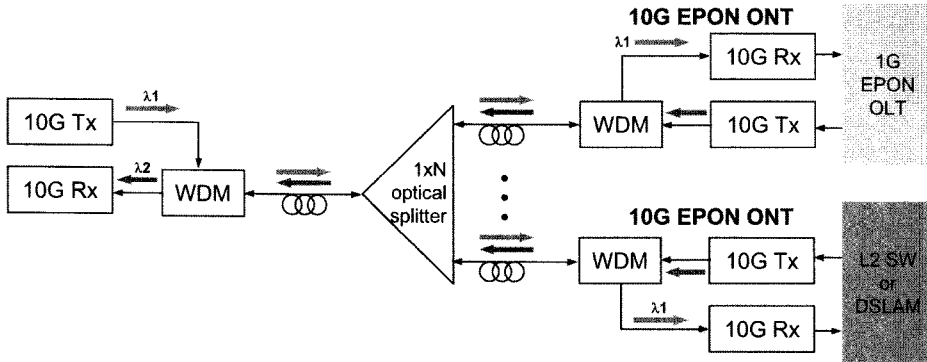 10G EPON ONT
λ1
10G Rx
1G
EPON
OLT
10G Tx
λ1
WDM
10G Tx
10G Rx
λ2
WDM
1xN
optical
splitter
10G EPON ONT
WDM
10G Tx
L2 SW
or
DSLAM
λ1
10G Rx